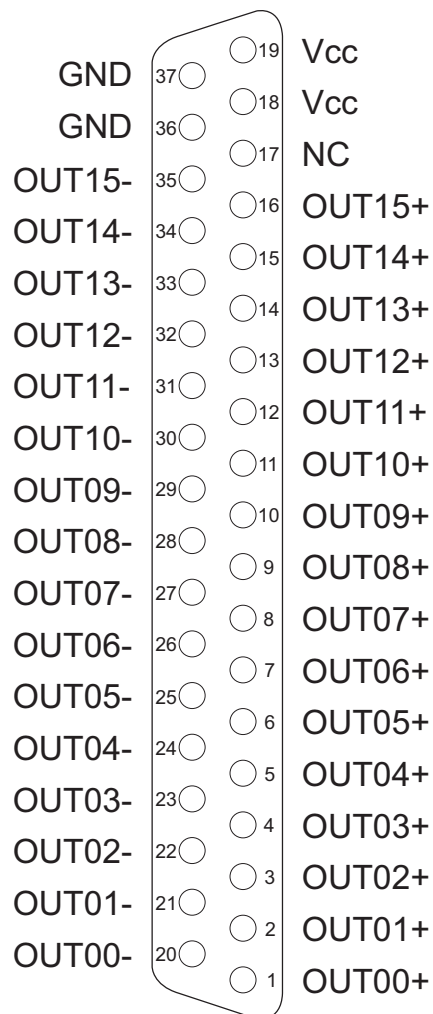 19 Vcc
GND 37
18 Vcc
GND 36
17 NC
OUT15- 35
16 OUT15+
OUT14- 34
15 OUT14+
OUT13- 33
14 OUT13+
OUT12- 32
13 OUT12+
OUT11- 31
12 OUT11+
OUT10- 30
11 OUT10+
OUT09- 29
10 OUT09+
OUT08- 28
9 OUT08+
OUT07- 27
8 OUT07+
OUT06- 26
7 OUT06+
OUT05- 25
6 OUT05+
OUT04- 24
5 OUT04+
OUT03- 23
4 OUT03+
OUT02- 22
3 OUT02+
OUT01- 21
2 OUT01+
OUT00- 20
1 OUT00+